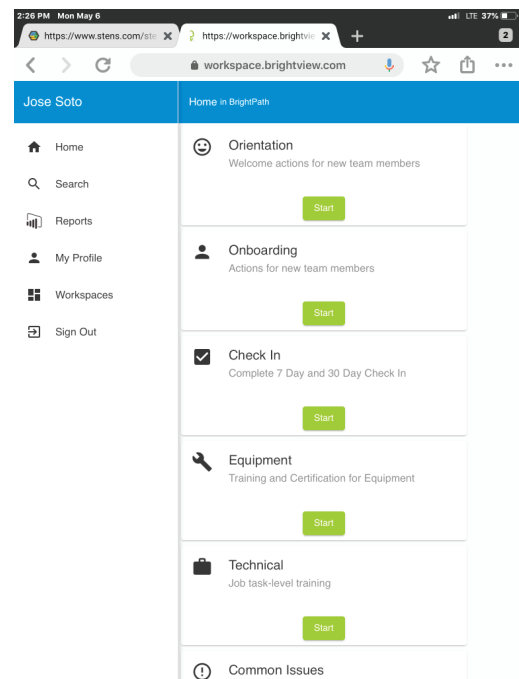 2:26 PM Mon May 6
LTE 37%
https://www.stens.com/ste
https://workspace.brightvie
2
workspace.brightview.com
Jose Soto
Home in BrightPath
Home
Search
Reports
My Profile
Workspaces
Sign Out
Orientation
Welcome actions for new team members
Start
Onboarding
Actions for new team members
Start
Check In
Complete 7 Day and 30 Day Check In
Start
Equipment
Training and Certification for Equipment
Start
Technical
Job task-level training
Start
Common Issues